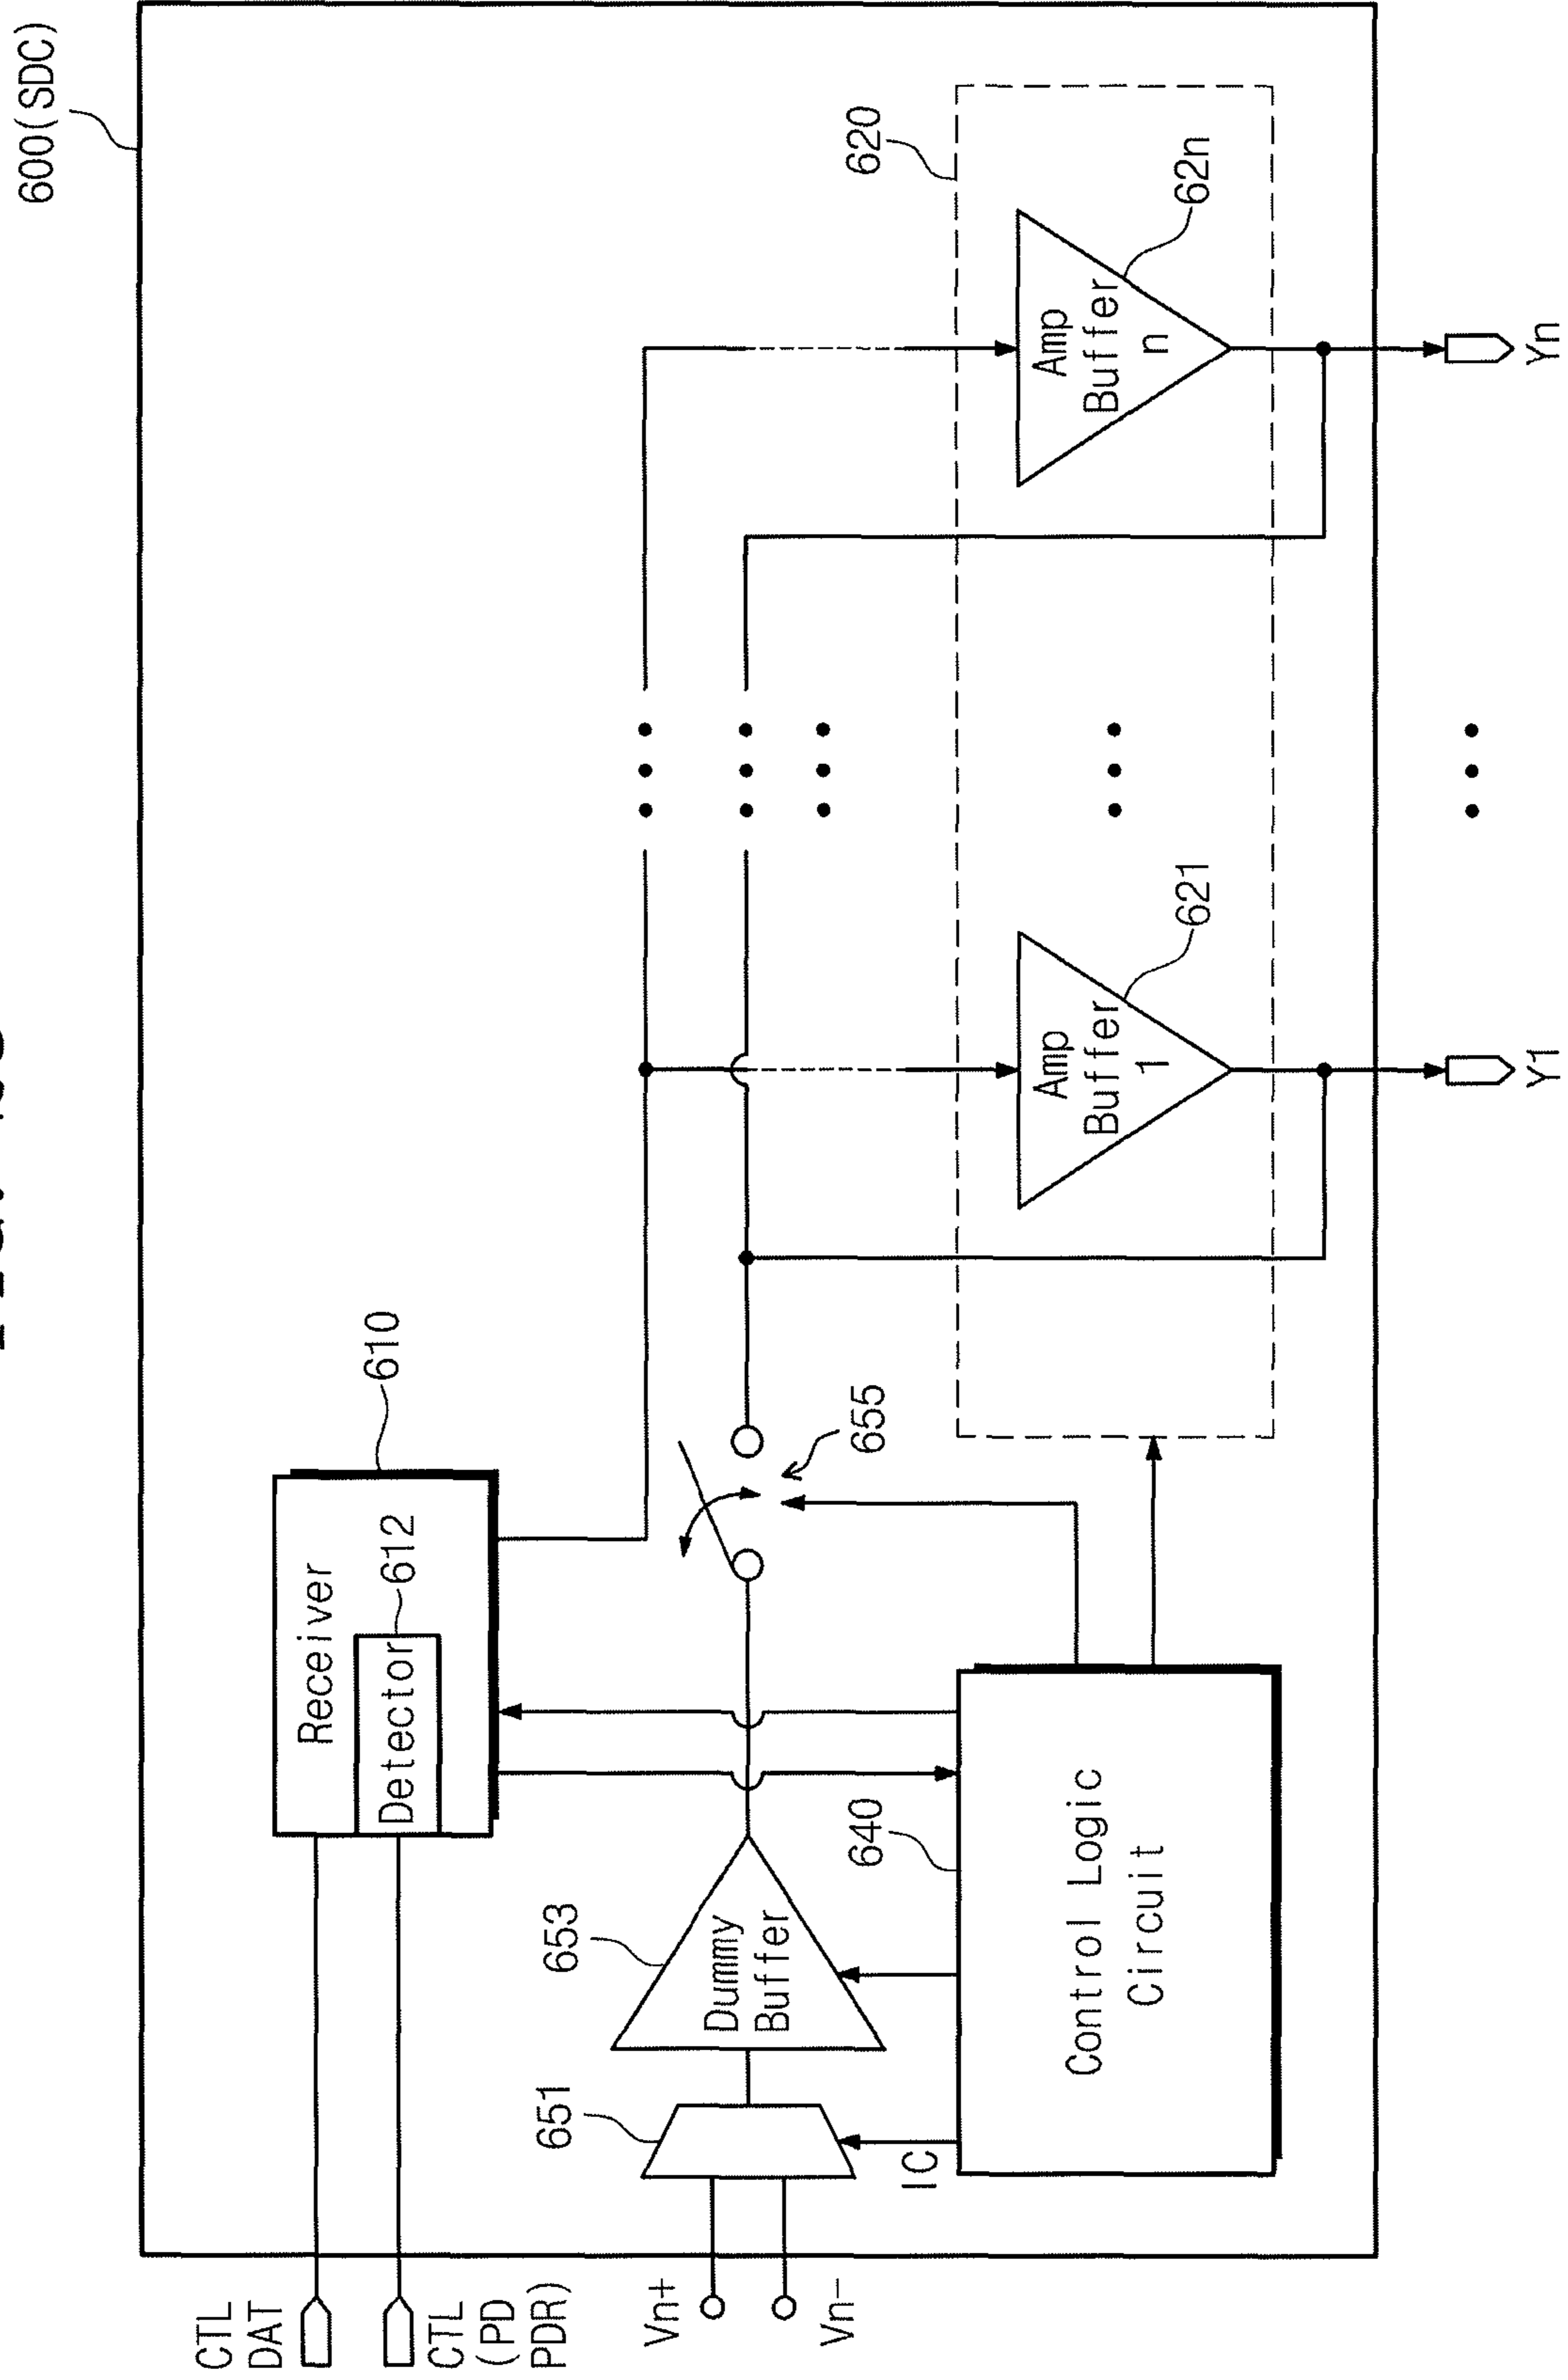 600(SDC)
CTL
DAT
CTL
(PD
PDR)
Receiver
610
Detector
612
Vn+
Vn-
651
Dummy
Buffer
653
655
IC
Control Logic
Circuit
640
620
Amp
Buffer
1
621
Amp
Buffer
n
62n
Y1
Yn